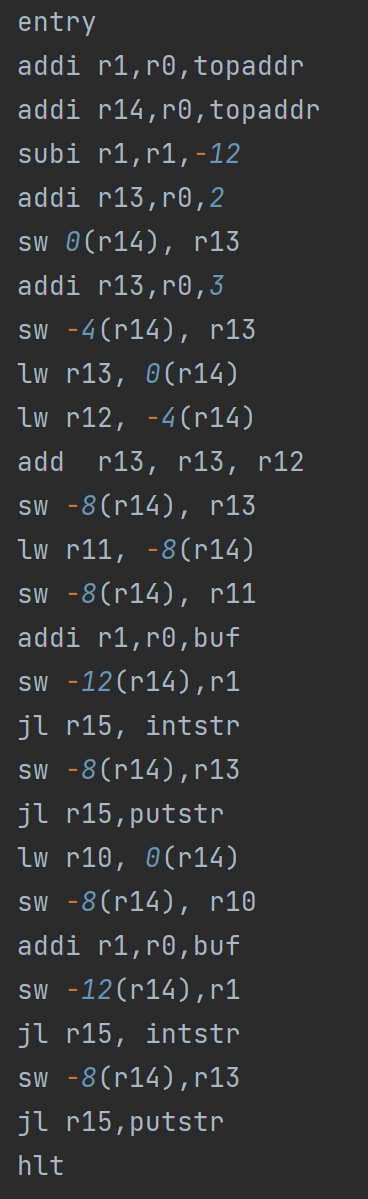 entry
addi r1,r0,topaddr
addi r14,r0,topaddr
subi r1,r1,-12
addi r13,r0,2
sw 0(r14), r13
addi r13,r0,3
sw -4(r14), r13
lw r13, 0(r14)
lw r12, -4(r14)
add  r13, r13, r12
sw -8(r14), r13
lw r11, -8(r14)
sw -8(r14), r11
addi r1,r0,buf
sw -12(r14),r1
jl r15, intstr
sw -8(r14),r13
jl r15,putstr
lw r10, 0(r14)
sw -8(r14), r10
addi r1,r0,buf
sw -12(r14),r1
jl r15, intstr
sw -8(r14),r13
jl r15,putstr
hlt